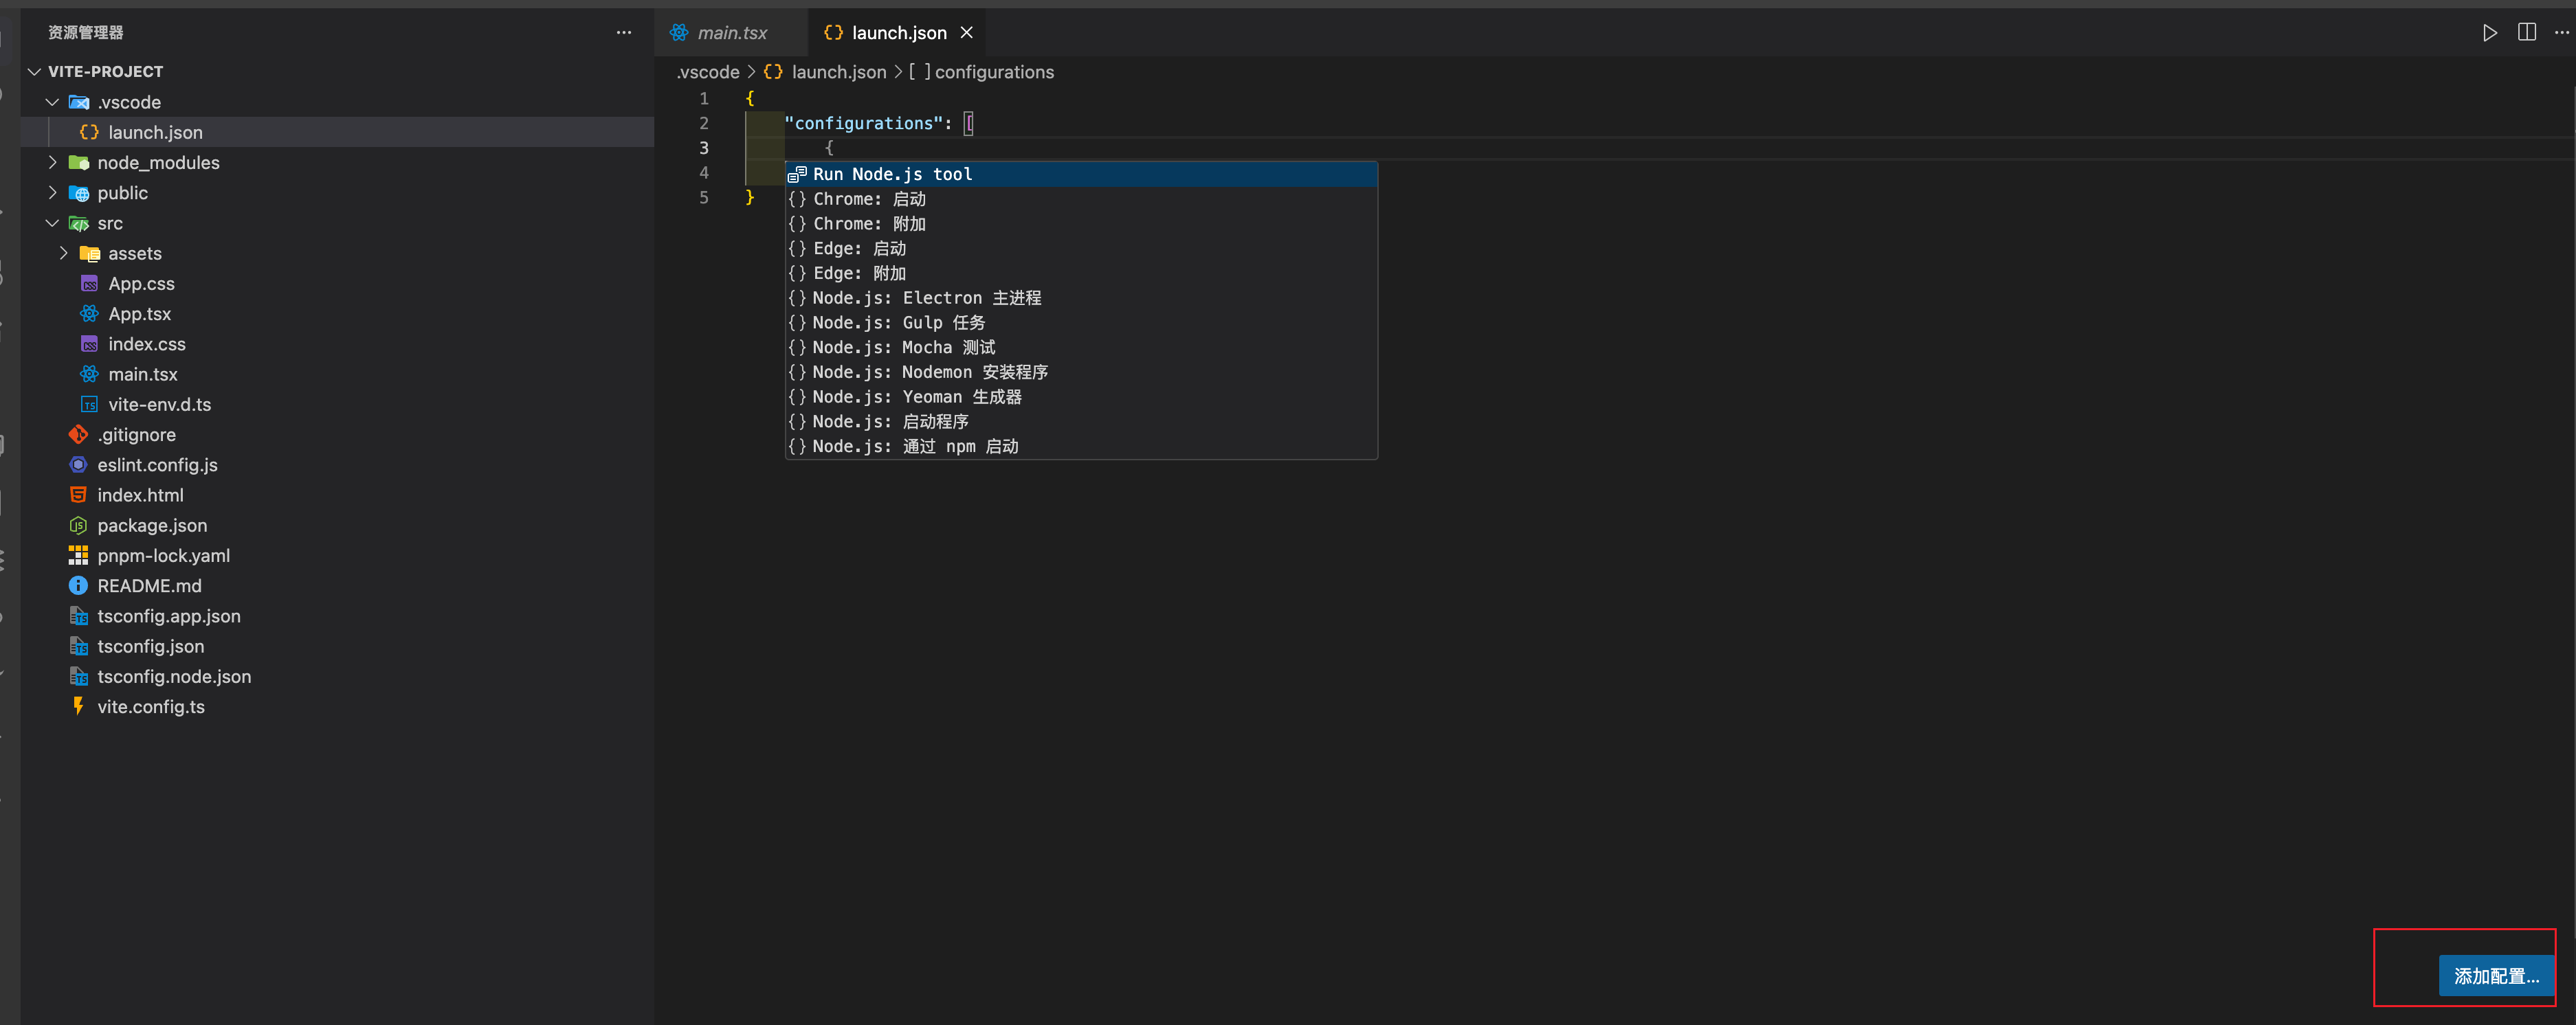 资源管理器
VITE-PROJECT
.vscode
launch.json
node_modules
public
src
assets
App.css
App.tsx
index.css
main.tsx
vite-env.d.ts
.gitignore
eslint.config.js
index.html
package.json
pnpm-lock.yaml
README.md
tsconfig.app.json
tsconfig.json
tsconfig.node.json
vite.config.ts
main.tsx
launch.json
.vscode > {} launch.json > [ ] configurations
1 {
2 "configurations": [
3 {
4
5 }
Run Node.js tool
{} Chrome: 启动
{} Chrome: 附加
{} Edge: 启动
{} Edge: 附加
{} Node.js: Electron 主进程
{} Node.js: Gulp 任务
{} Node.js: Mocha 测试
{} Node.js: Nodemon 安装程序
{} Node.js: Yeoman 生成器
{} Node.js: 启动程序
{} Node.js: 通过 npm 启动
添加配置...